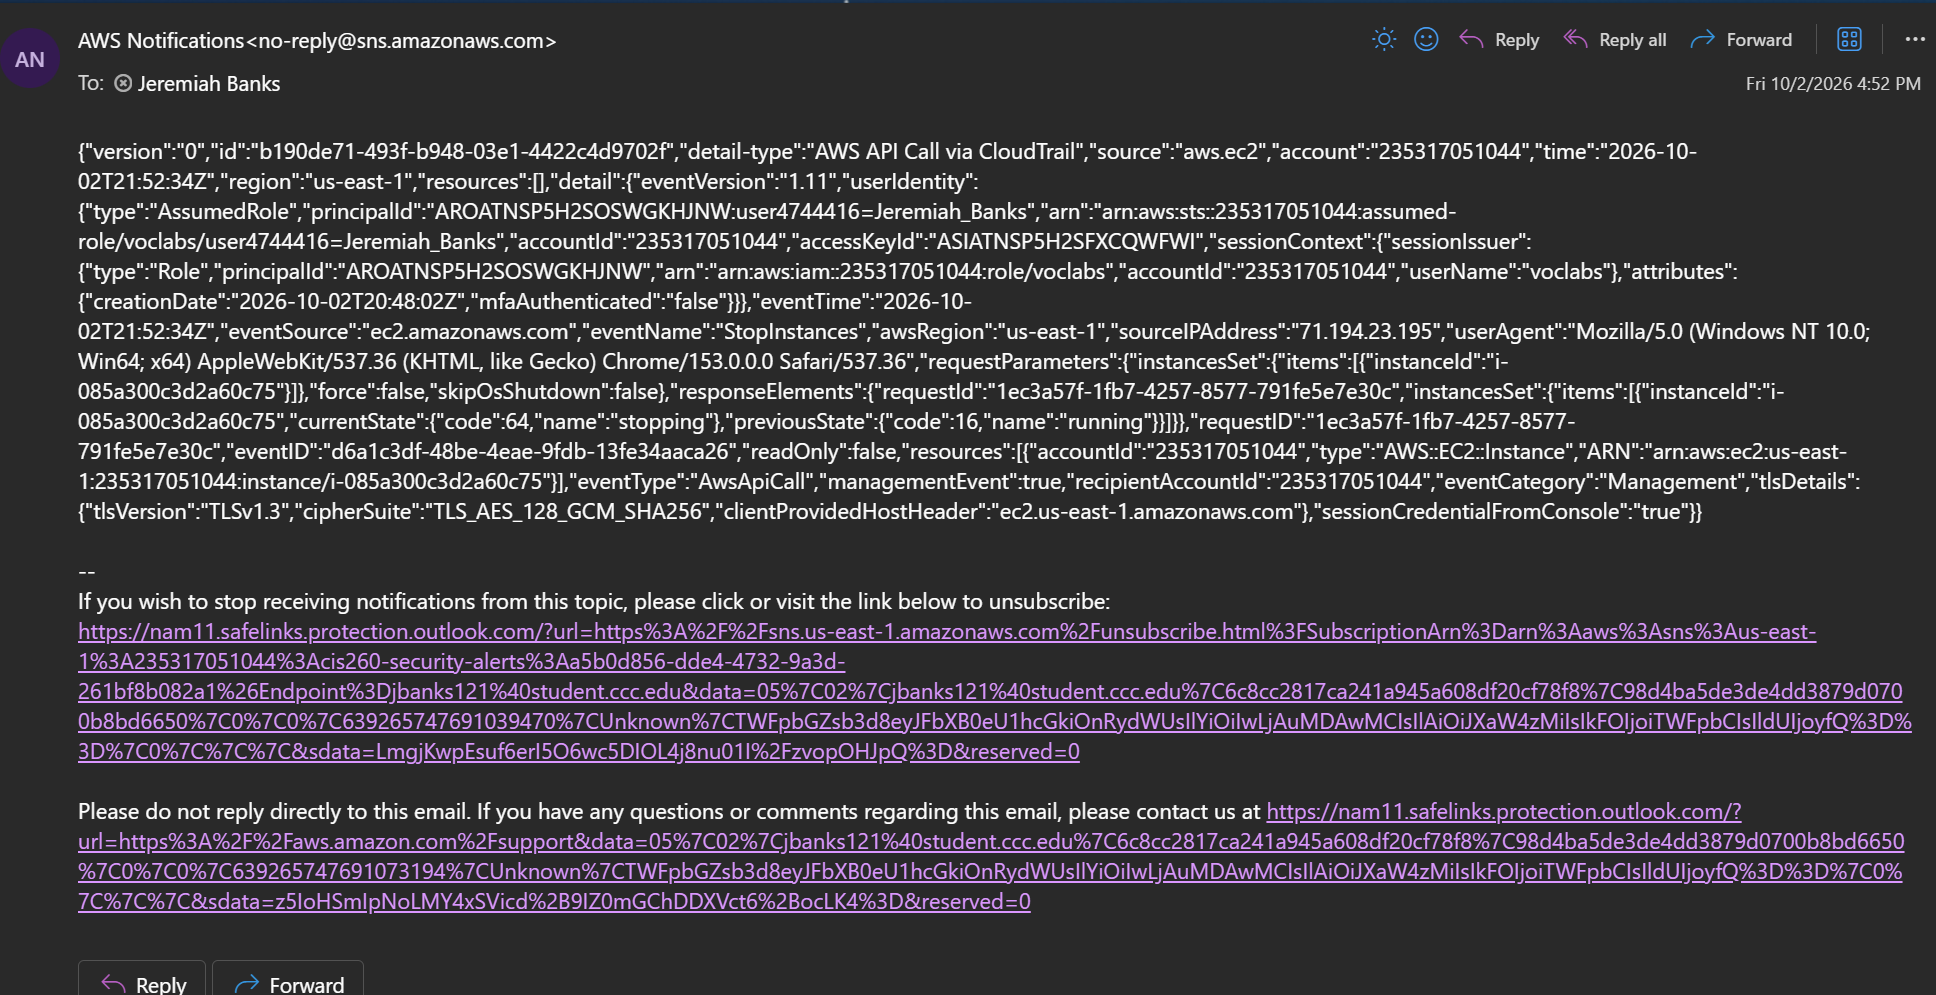 AN
AWS Notifications<no-reply@sns.amazonaws.com>
Reply
Reply all
Forward
To: Jeremiah Banks
Fri 10/2/2026 4:52 PM
{"version":"0","id":"b190de71-493f-b948-03e1-4422c4d9702f","detail-type":"AWS API Call via CloudTrail","source":"aws.ec2","account":"235317051044","time":"2026-10-
02T21:52:34Z","region":"us-east-1","resources":[],"detail":{"eventVersion":"1.11","userIdentity":
{"type":"AssumedRole","principalId":"AROATNSP5H2SOSWGKHJNW:user4744416=Jeremiah_Banks","arn":"arn:aws:sts::235317051044:assumed-
role/voclabs/user4744416=Jeremiah_Banks","accountId":"235317051044","accessKeyId":"ASIATNSP5H2SFXCQWFWI","sessionContext":{"sessionIssuer":
{"type":"Role","principalId":"AROATNSP5H2SOSWGKHJNW","arn":"arn:aws:iam::235317051044:role/voclabs","accountId":"235317051044","userName":"voclabs"},"attributes":
{"creationDate":"2026-10-02T20:48:02Z","mfaAuthenticated":"false"}}},"eventTime":"2026-10-
02T21:52:34Z","eventSource":"ec2.amazonaws.com","eventName":"StopInstances","awsRegion":"us-east-1","sourceIPAddress":"71.194.23.195","userAgent":"Mozilla/5.0 (Windows NT 10.0;
Win64; x64) AppleWebKit/537.36 (KHTML, like Gecko) Chrome/153.0.0.0 Safari/537.36","requestParameters":{"instancesSet":{"items":[{"instanceId":"i-
085a300c3d2a60c75"}]},"force":false,"skipOsShutdown":false},"responseElements":{"requestId":"1ec3a57f-1fb7-4257-8577-791fe5e7e30c","instancesSet":{"items":[{"instanceId":"i-
085a300c3d2a60c75","currentState":{"code":64,"name":"stopping"},"previousState":{"code":16,"name":"running"}}]}},"requestID":"1ec3a57f-1fb7-4257-8577-
791fe5e7e30c","eventID":"d6a1c3df-48be-4eae-9fdb-13fe34aaca26","readOnly":false,"resources":[{"accountId":"235317051044","type":"AWS::EC2::Instance","ARN":"arn:aws:ec2:us-east-
1:235317051044:instance/i-085a300c3d2a60c75"}],"eventType":"AwsApiCall","managementEvent":true,"recipientAccountId":"235317051044","eventCategory":"Management","tlsDetails":
{"tlsVersion":"TLSv1.3","cipherSuite":"TLS_AES_128_GCM_SHA256","clientProvidedHostHeader":"ec2.us-east-1.amazonaws.com"},"sessionCredentialFromConsole":"true"}}
--
If you wish to stop receiving notifications from this topic, please click or visit the link below to unsubscribe:
https://nam11.safelinks.protection.outlook.com/?url=https%3A%2F%2Fsns.us-east-1.amazonaws.com%2Funsubscribe.html%3FSubscriptionArn%3Darn%3Aaws%3Asns%3Aus-east-
1%3A235317051044%3Acis260-security-alerts%3Aa5b0d856-dde4-4732-9a3d-
261bf8b082a1%26Endpoint%3Djbanks121%40student.ccc.edu&data=05%7C02%7Cjbanks121%40student.ccc.edu%7C6c8cc2817ca241a945a608df20cf78f8%7C98d4ba5de3de4dd3879d070
0b8bd6650%7C0%7C0%7C639265747691039470%7CUnknown%7CTWFpbGZsb3d8eyJFbXB0eU1hcGkiOnRydWUsIlYiOiIwLjAuMDAwMCIsIlAiOiJXaW4zMiIsIkFOIjoiTWFpbCIsIldUIjoyfQ%3D%
3D%7C0%7C%7C%7C&sdata=LmgjKwpEsuf6erI5O6wc5DIOL4j8nu01I%2FzvopOHJpQ%3D&reserved=0
Please do not reply directly to this email. If you have any questions or comments regarding this email, please contact us at https://nam11.safelinks.protection.outlook.com/?
url=https%3A%2F%2Faws.amazon.com%2Fsupport&data=05%7C02%7Cjbanks121%40student.ccc.edu%7C6c8cc2817ca241a945a608df20cf78f8%7C98d4ba5de3de4dd3879d0700b8bd6650
%7C0%7C0%7C639265747691073194%7CUnknown%7CTWFpbGZsb3d8eyJFbXB0eU1hcGkiOnRydWUsIlYiOiIwLjAuMDAwMCIsIlAiOiJXaW4zMiIsIkFOIjoiTWFpbCIsIldUIjoyfQ%3D%3D%7C0%
7C%7C%7C&sdata=z5IoHSmIpNoLMY4xSVicd%2B9IZ0mGChDDXVct6%2BocLK4%3D&reserved=0
Reply
Forward